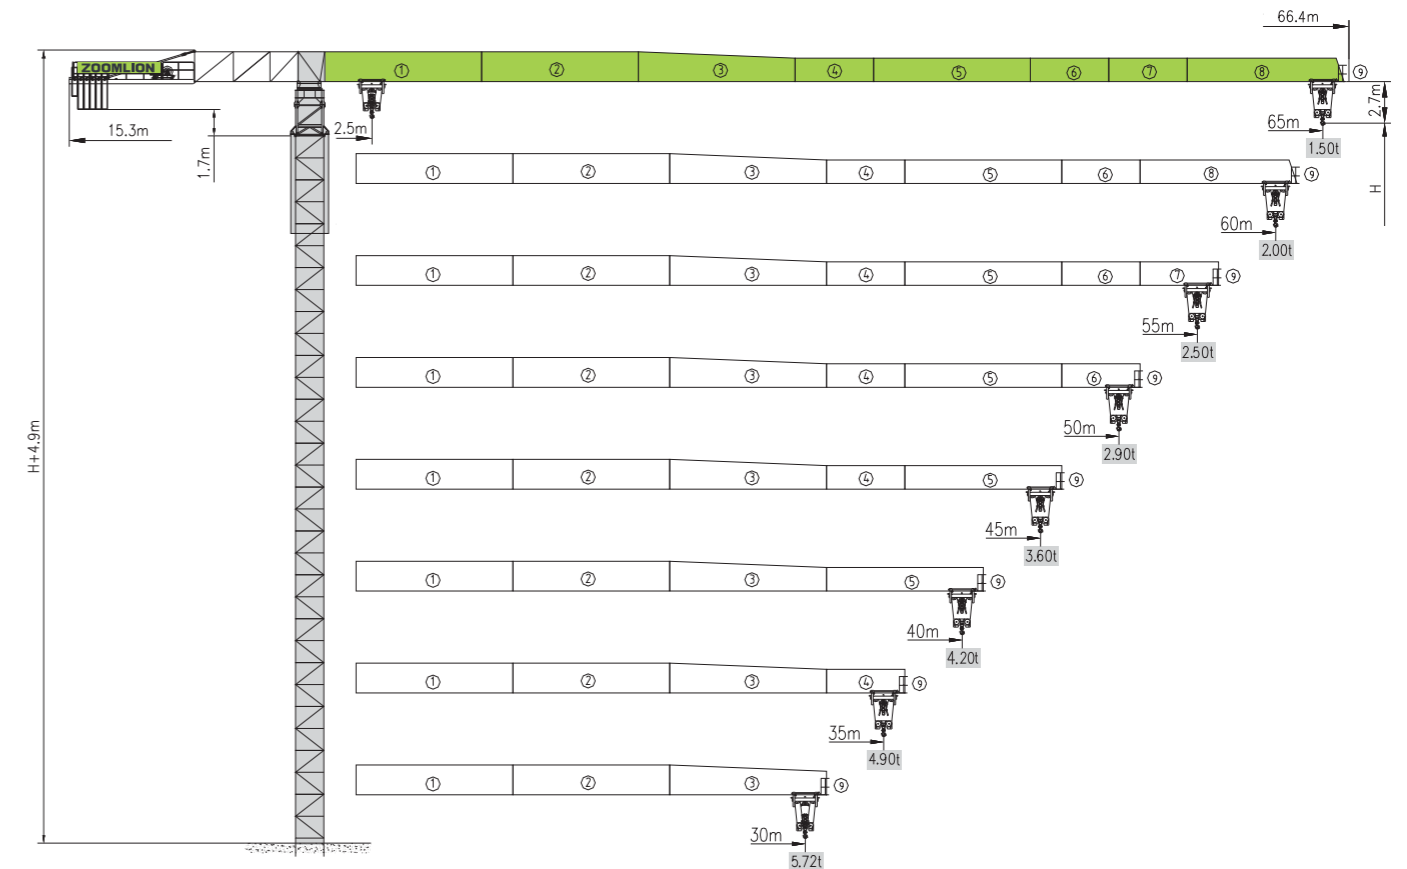 66.4m
ZOOMLION
① ② ③ ④ ⑤ ⑥ ⑦ ⑧ ⑨
15.3m
1.7m
2.5m
2.7m
65m
1.50t
H
① ② ③ ④ ⑤ ⑥ ⑧ ⑨
60m
2.00t
① ② ③ ④ ⑤ ⑥ ⑦ ⑨
55m
2.50t
① ② ③ ④ ⑤ ⑥ ⑨
50m
2.90t
H+4.9m
① ② ③ ④ ⑤ ⑨
45m
3.60t
① ② ③ ⑤ ⑨
40m
4.20t
① ② ③ ④ ⑨
35m
4.90t
① ② ③ ⑨
30m
5.72t